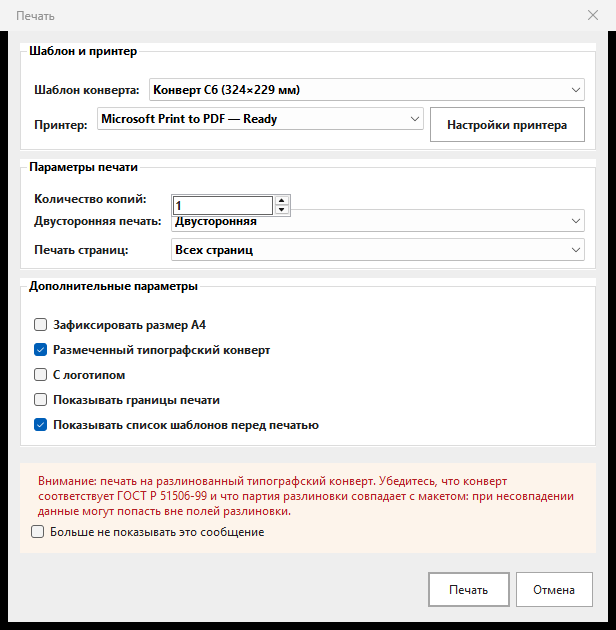 Печать
Шаблон и принтер
Шаблон конверта: Конверт C6 (324×229 мм)
Принтер: Microsoft Print to PDF — Ready Настройки принтера
Параметры печати
Количество копий: 1
Двусторонняя печать: Двусторонняя
Печать страниц: Всех страниц
Дополнительные параметры
Зафиксировать размер A4
Размеченный типографский конверт
С логотипом
Показывать границы печати
Показывать список шаблонов перед печатью
Внимание: печать на разлинованный типографский конверт. Убедитесь, что конверт
соответствует ГОСТ Р 51506-99 и что партия разлиновки совпадает с макетом: при несовпадении
данные могут попасть вне полей разлиновки.
Больше не показывать это сообщение
Печать Отмена